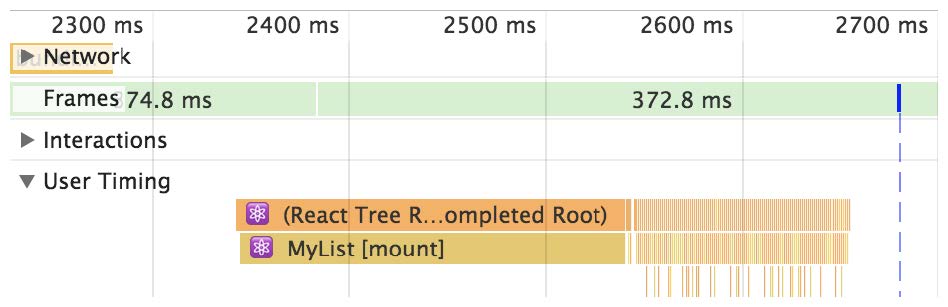 2300 ms 2400 ms 2500 ms 2600 ms 2700 ms
Network
Frames 74.8 ms 372.8 ms
Interactions
User Timing
(React Tree R...ompleted Root)
MyList [mount]